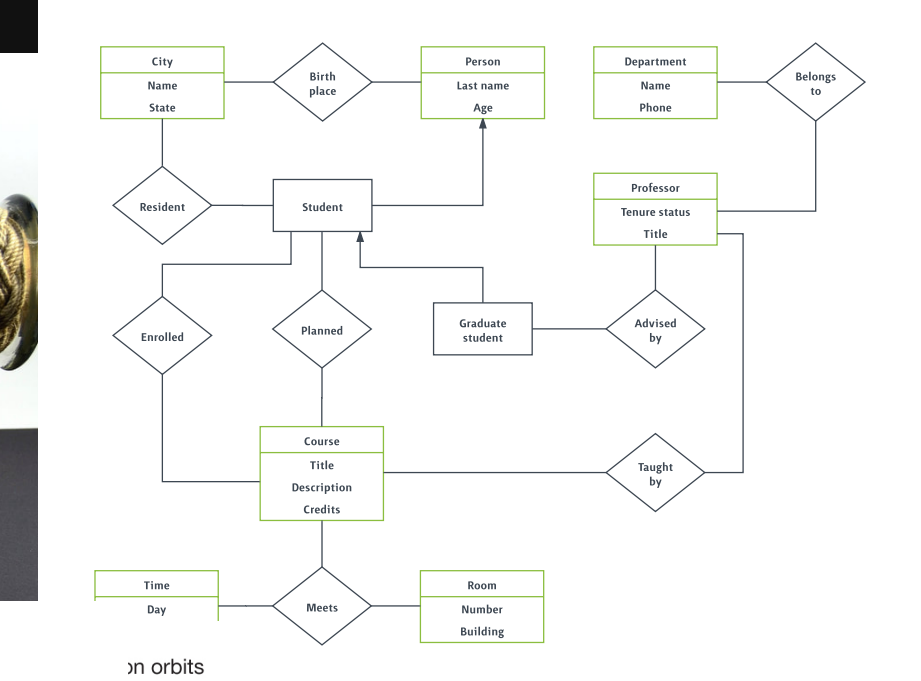 City
Name
State
Birth
place
Person
Last name
Age
Department
Name
Phone
Belongs
to
Professor
Tenure status
Title
Resident
Student
Enrolled
Planned
Graduate
student
Advised
by
Course
Title
Description
Credits
Taught
by
Time
Day
Meets
Room
Number
Building
orbits